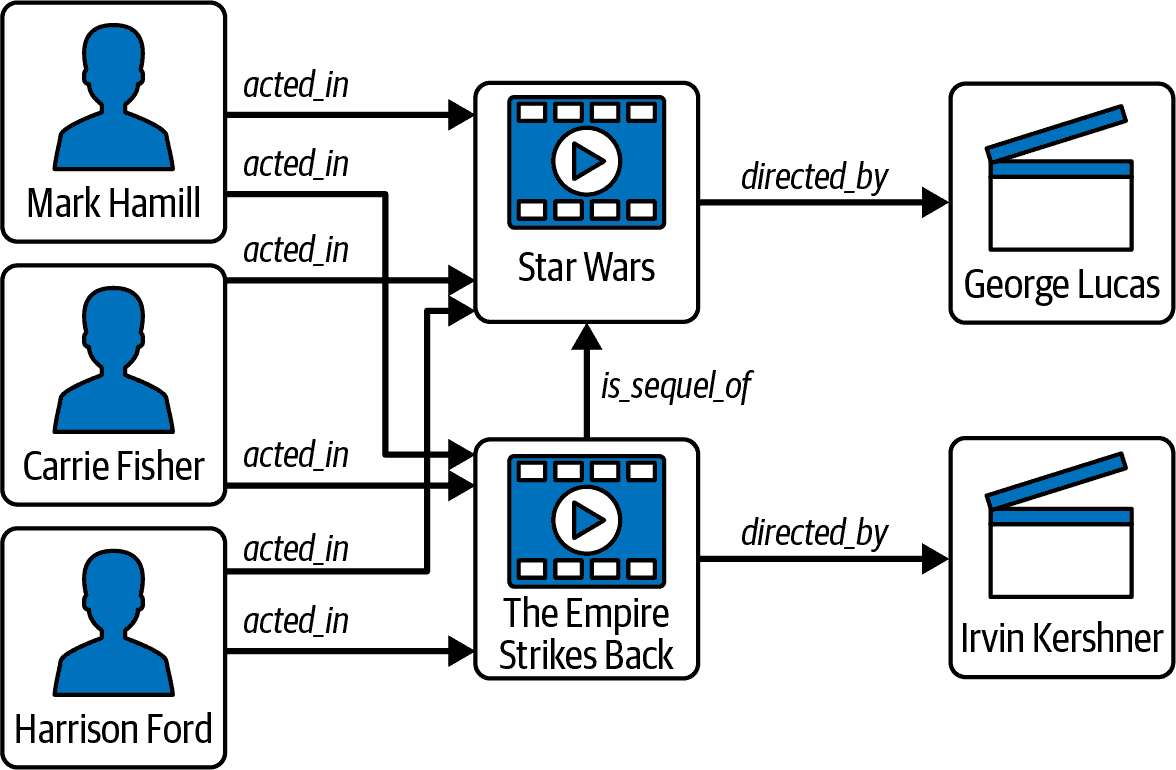 acted_in
acted_in
Mark Hamill
acted_in
Carrie Fisher
acted_in
acted_in
acted_in
Harrison Ford
Star Wars
is_sequel_of
The Empire
Strikes Back
directed_by
George Lucas
directed_by
Irvin Kershner